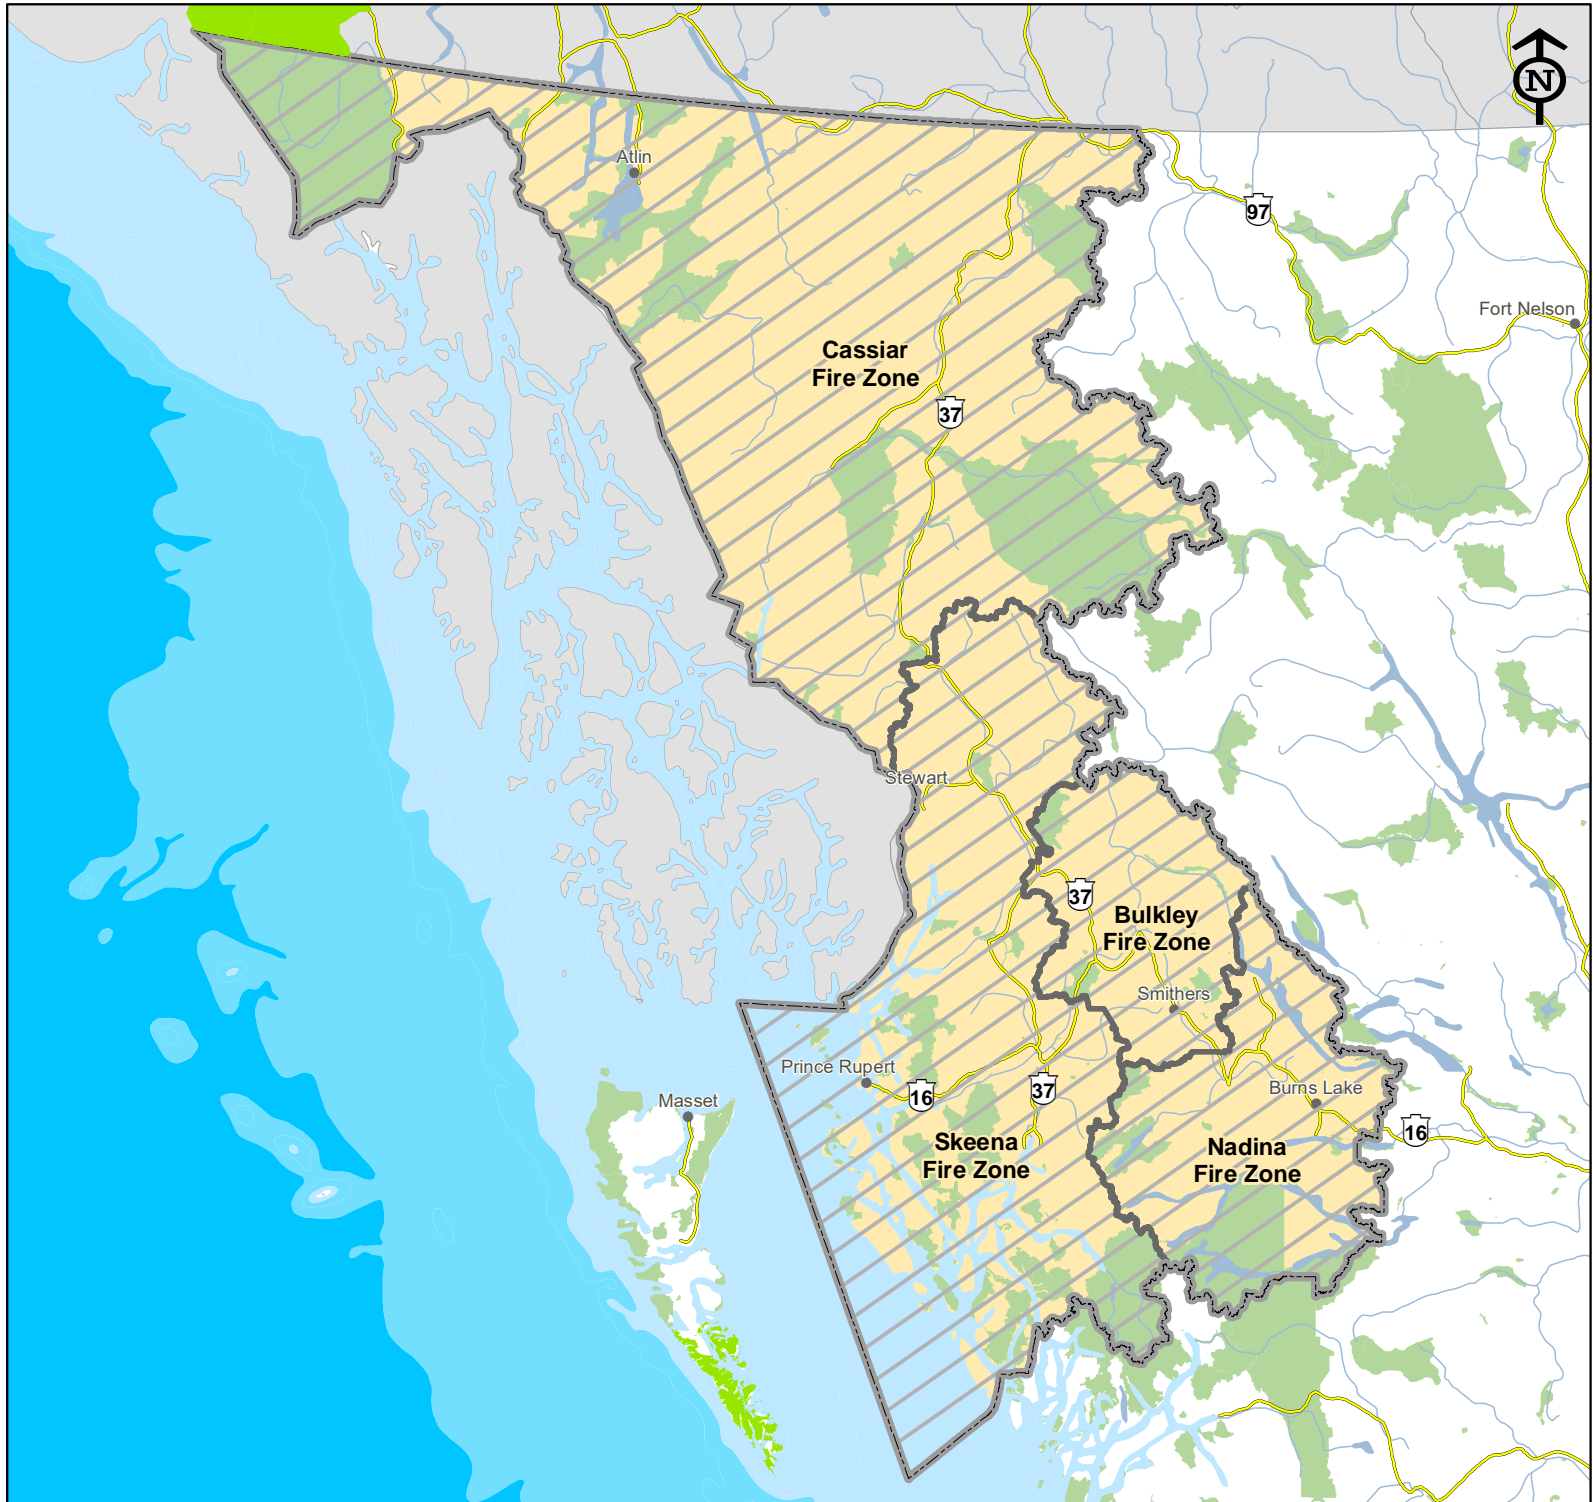 N
Atlin
97
Fort Nelson
Cassiar
Fire Zone
37
Stewart
37
Bulkley
Fire Zone
Smithers
Prince Rupert
16
37
Burns Lake
Masset
16
Skeena
Fire Zone
Nadina
Fire Zone